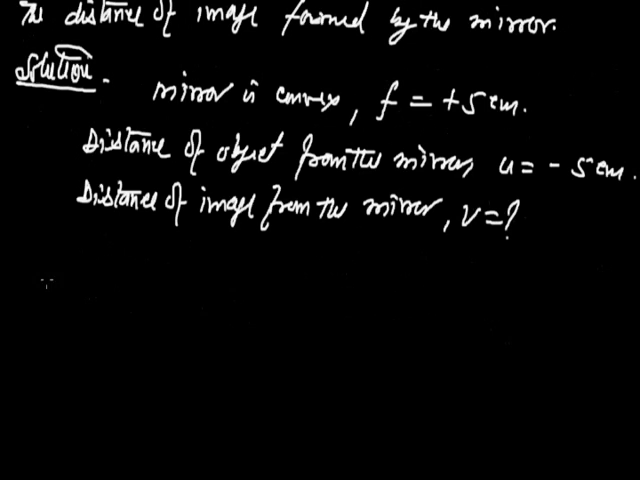 The distance of image formed by the mirror.
Solution.
mirror is convex, f = +5 cm.
Distance of object from the mirror, u = - 5 cm.
Distance of image from the mirror, v = ?